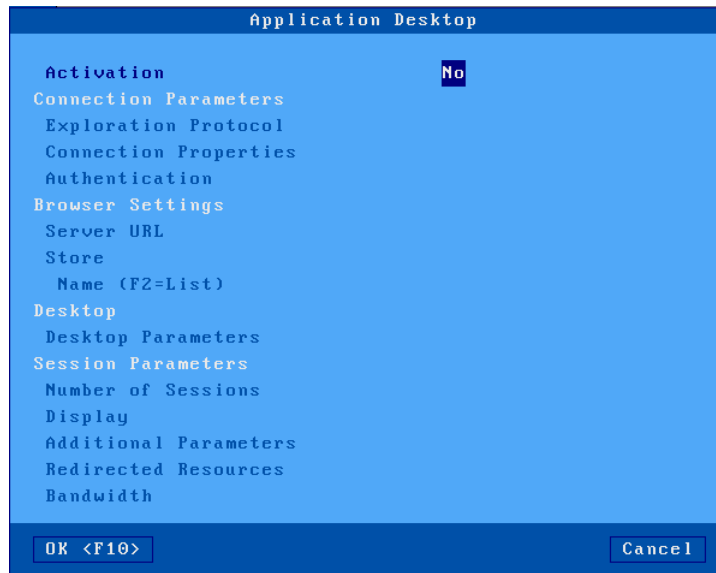 Application Desktop
Activation No
Connection Parameters
Exploration Protocol
Connection Properties
Authentication
Browser Settings
Server URL
Store
Name (F2=List)
Desktop
Desktop Parameters
Session Parameters
Number of Sessions
Display
Additional Parameters
Redirected Resources
Bandwidth
OK <F10> Cancel